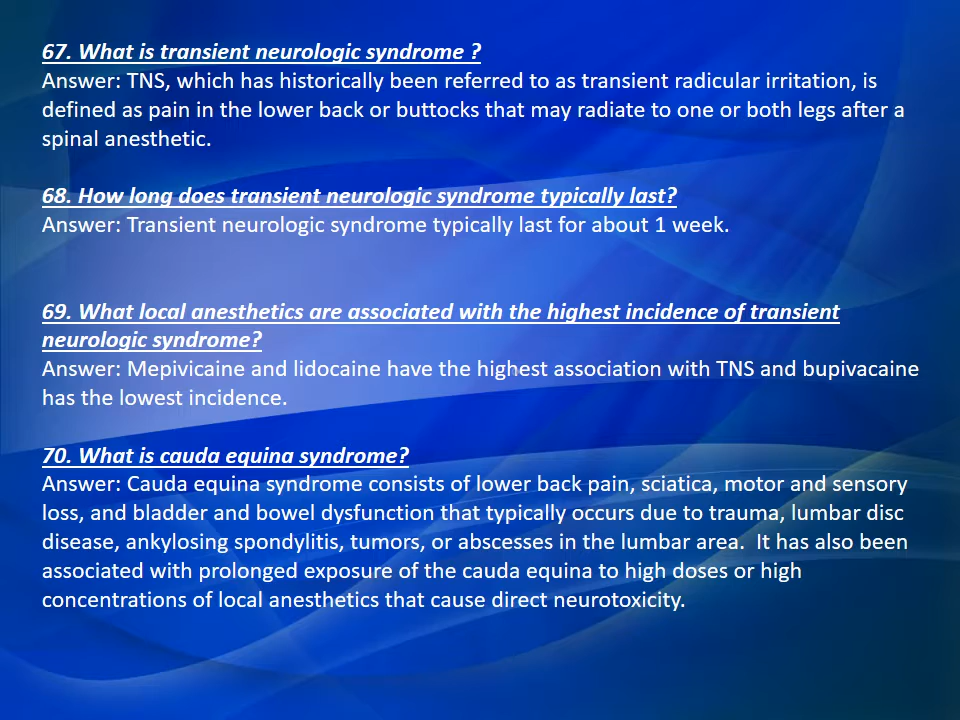 67. What is transient neurologic syndrome ?
Answer: TNS, which has historically been referred to as transient radicular irritation, is
defined as pain in the lower back or buttocks that may radiate to one or both legs after a
spinal anesthetic.
68. How long does transient neurologic syndrome typically last?
Answer: Transient neurologic syndrome typically last for about 1 week.
69. What local anesthetics are associated with the highest incidence of transient
neurologic syndrome?
Answer: Mepivicaine and lidocaine have the highest association with TNS and bupivacaine
has the lowest incidence.
70. What is cauda equina syndrome?
Answer: Cauda equina syndrome consists of lower back pain, sciatica, motor and sensory
loss, and bladder and bowel dysfunction that typically occurs due to trauma, lumbar disc
disease, ankylosing spondylitis, tumors, or abscesses in the lumbar area.  It has also been
associated with prolonged exposure of the cauda equina to high doses or high
concentrations of local anesthetics that cause direct neurotoxicity.